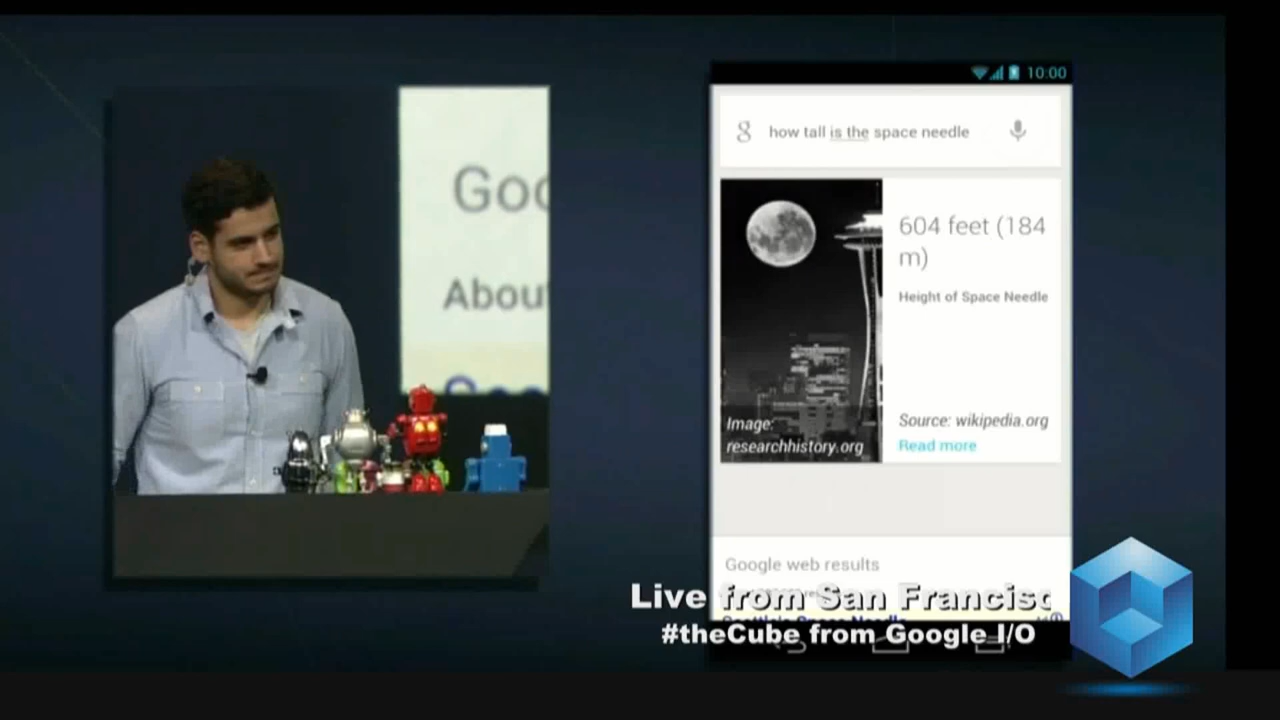 Goo
About
10:00
g how tall is the space needle
604 feet (184
m)
Height of Space Needle
Image:
researchhistory.org
Source: wikipedia.org
Read more
Google web results
Live from San Francisc
#theCube from Google I/O